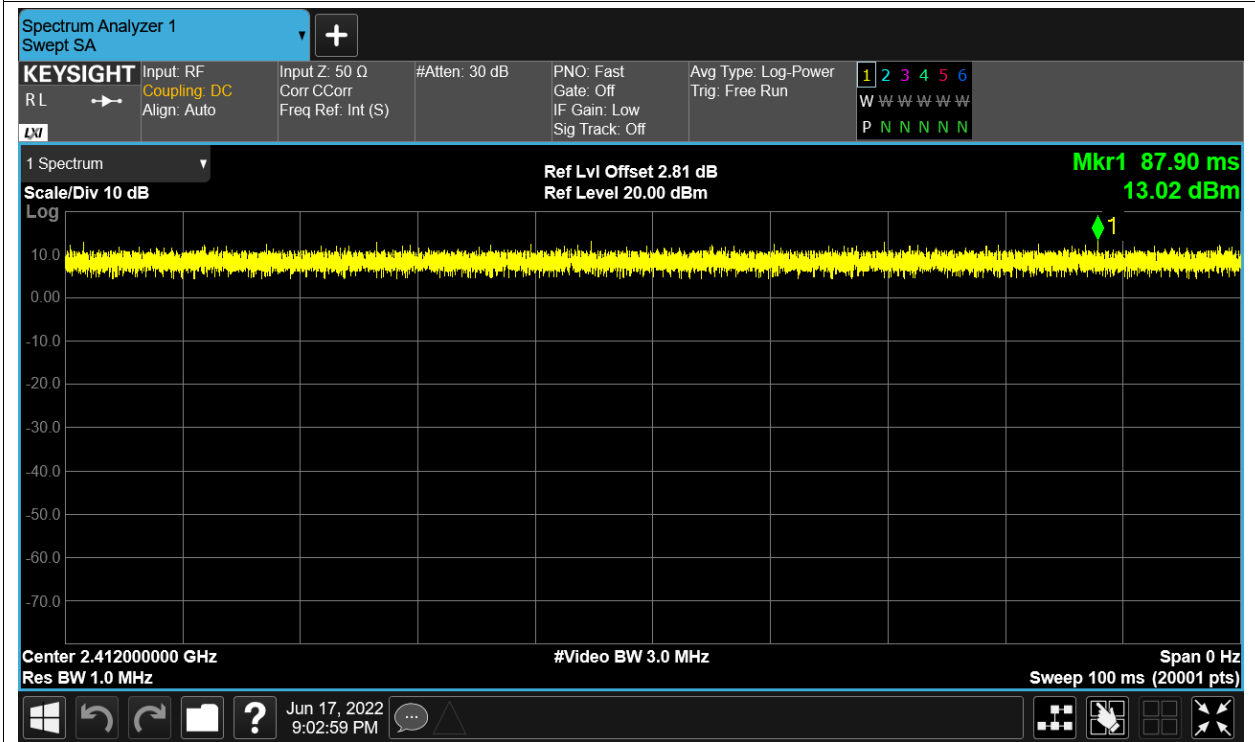 Spectrum Analyzer 1
Swept SA
KEYSIGHT
R L
LXI
Input: RF
Coupling: DC
Align: Auto
Input Z: 50 Ω
Corr CCorr
Freq Ref: Int (S)
#Atten: 30 dB
PNO: Fast
Gate: Off
IF Gain: Low
Sig Track: Off
Avg Type: Log-Power
Trig: Free Run
1 2 3 4 5 6
W W W W W W
P N N N N N
1 Spectrum
Scale/Div 10 dB
Ref Lvl Offset 2.81 dB
Ref Level 20.00 dBm
Mkr1 87.90 ms
13.02 dBm
Log
1
10.0
0.00
-10.0
-20.0
-30.0
-40.0
-50.0
-60.0
-70.0
Center 2.412000000 GHz
Res BW 1.0 MHz
#Video BW 3.0 MHz
Span 0 Hz
Sweep 100 ms (20001 pts)
?
Jun 17, 2022
9:02:59 PM